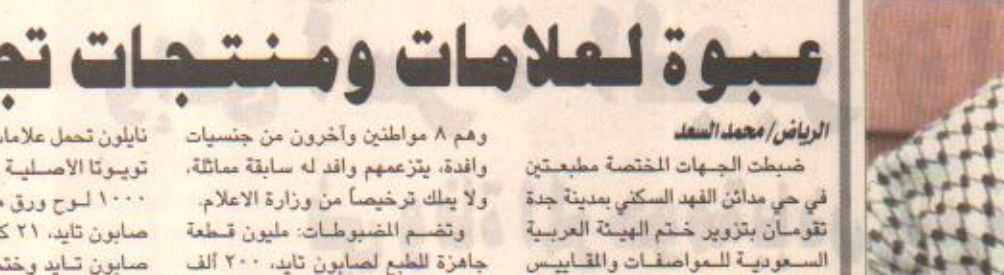 عبوة لعلامات ومنتجات
الرياض/ محمد السعد
ضبطت الجهات المختصة مطبعتين
في حي مدائن الفهد السكني بمدينة جدة
تقومان بتزوير ختم الهيئة العربية
السعودية للمواصفات والمقاييس
وهم ٨ مواطنين وآخرون من جنسيات
وافدة، يتزعمهم وافد له سابقة مماثلة،
ولا يملك ترخيصاً من وزارة الاعلام.
وتضم المضبوطات: مليون قطعة
جاهزة للطبع لصابون تايد، ٢٠٠ ألف
نايلون تحمل علاما
تويوتا الأصلية
١٠٠٠ لوح ورق
صابون تايد، ٢١
صابون تايد وختم